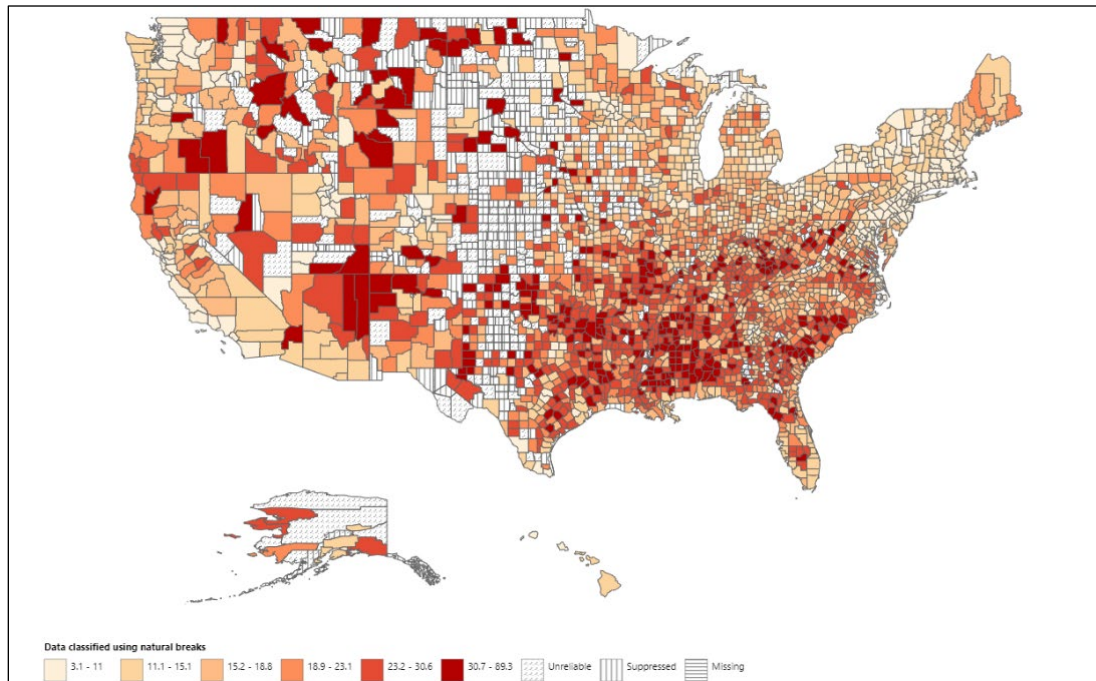 Data classified using natural breaks
3.1 - 11 11.1 - 15.1 15.2 - 18.8 18.9 - 23.1 23.2 - 30.6 30.7 - 89.3 Unreliable Suppressed Missing